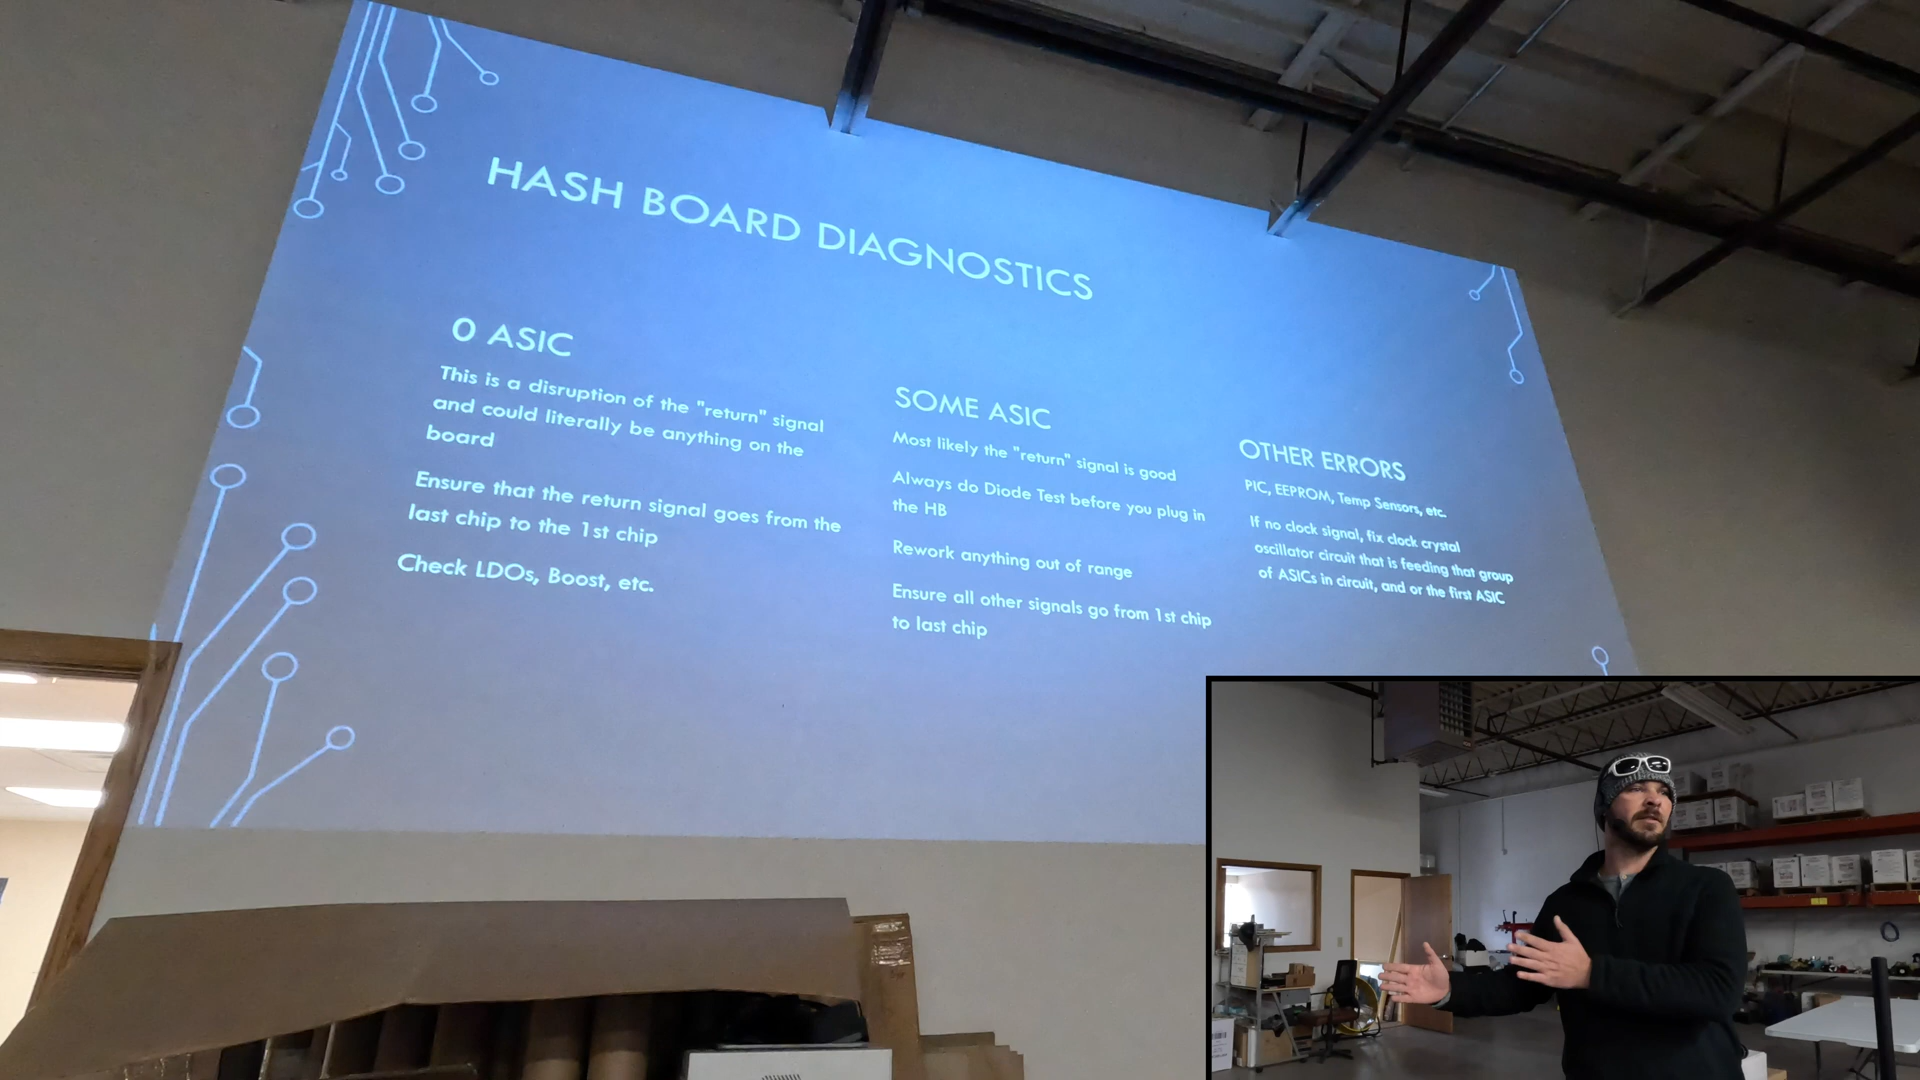 HASH BOARD DIAGNOSTICS
0 ASIC
This is a disruption of the "return" signal
and could literally be anything on the
board
Ensure that the return signal goes from the
last chip to the 1st chip
Check LDOs, Boost, etc.
SOME ASIC
Most likely the "return" signal is good
Always do Diode Test before you plug in
the HB
Rework anything out of range
Ensure all other signals go from 1st chip
to last chip
OTHER ERRORS
PIC, EEPROM, Temp Sensors, etc.
If no clock signal, fix clock crystal
oscillator circuit that is feeding that group
of ASICs in circuit, and or the first ASIC